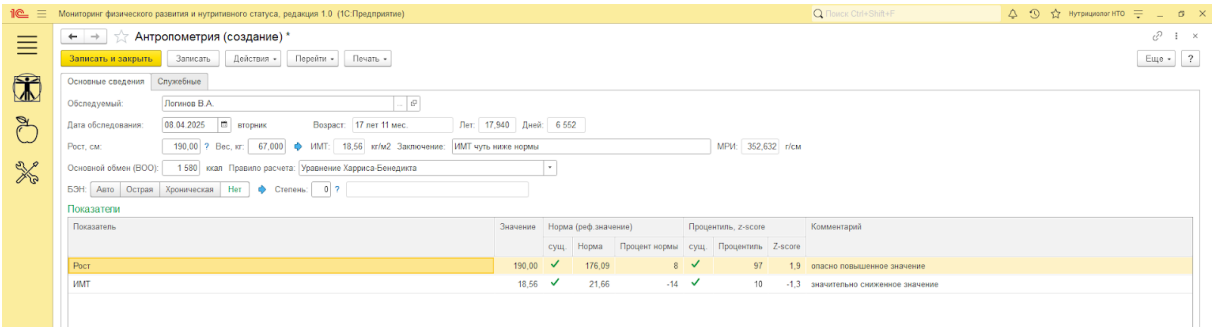 1С Мониторинг физического развития и нутритивного статуса, редакция 1.0 (1С:Предприятие) Поиск Ctrl+Shift+F Нутрициолог НТО
Антропометрия (создание) *
Записать и закрыть Записать Действия Перейти Печать Еще ?
Основные сведения Служебные
Обследуемый: Логинов В.А. ...
Дата обследования: 08.04.2025 вторник Возраст: 17 лет 11 мес. Лет: 17,940 Дней: 6 552
Рост, см: 190,00 ? Вес, кг: 67,000 ИМТ: 18,56 кг/м2 Заключение: ИМТ чуть ниже нормы МРИ: 352,632 г/см
Основной обмен (ВОО): 1 580 ккал Правило расчета: Уравнение Харриса-Бенедикта
БЭН: Авто Острая Хроническая Нет Степень: 0 ?
Показатели
Показатель Значение Норма (реф.значение) Процентиль, z-score Комментарий
сущ. Норма Процент нормы сущ. Процентиль Z-score
Рост 190,00 176,09 8 97 1,9 опасно повышенное значение
ИМТ 18,56 21,66 -14 10 -1,3 значительно сниженное значение